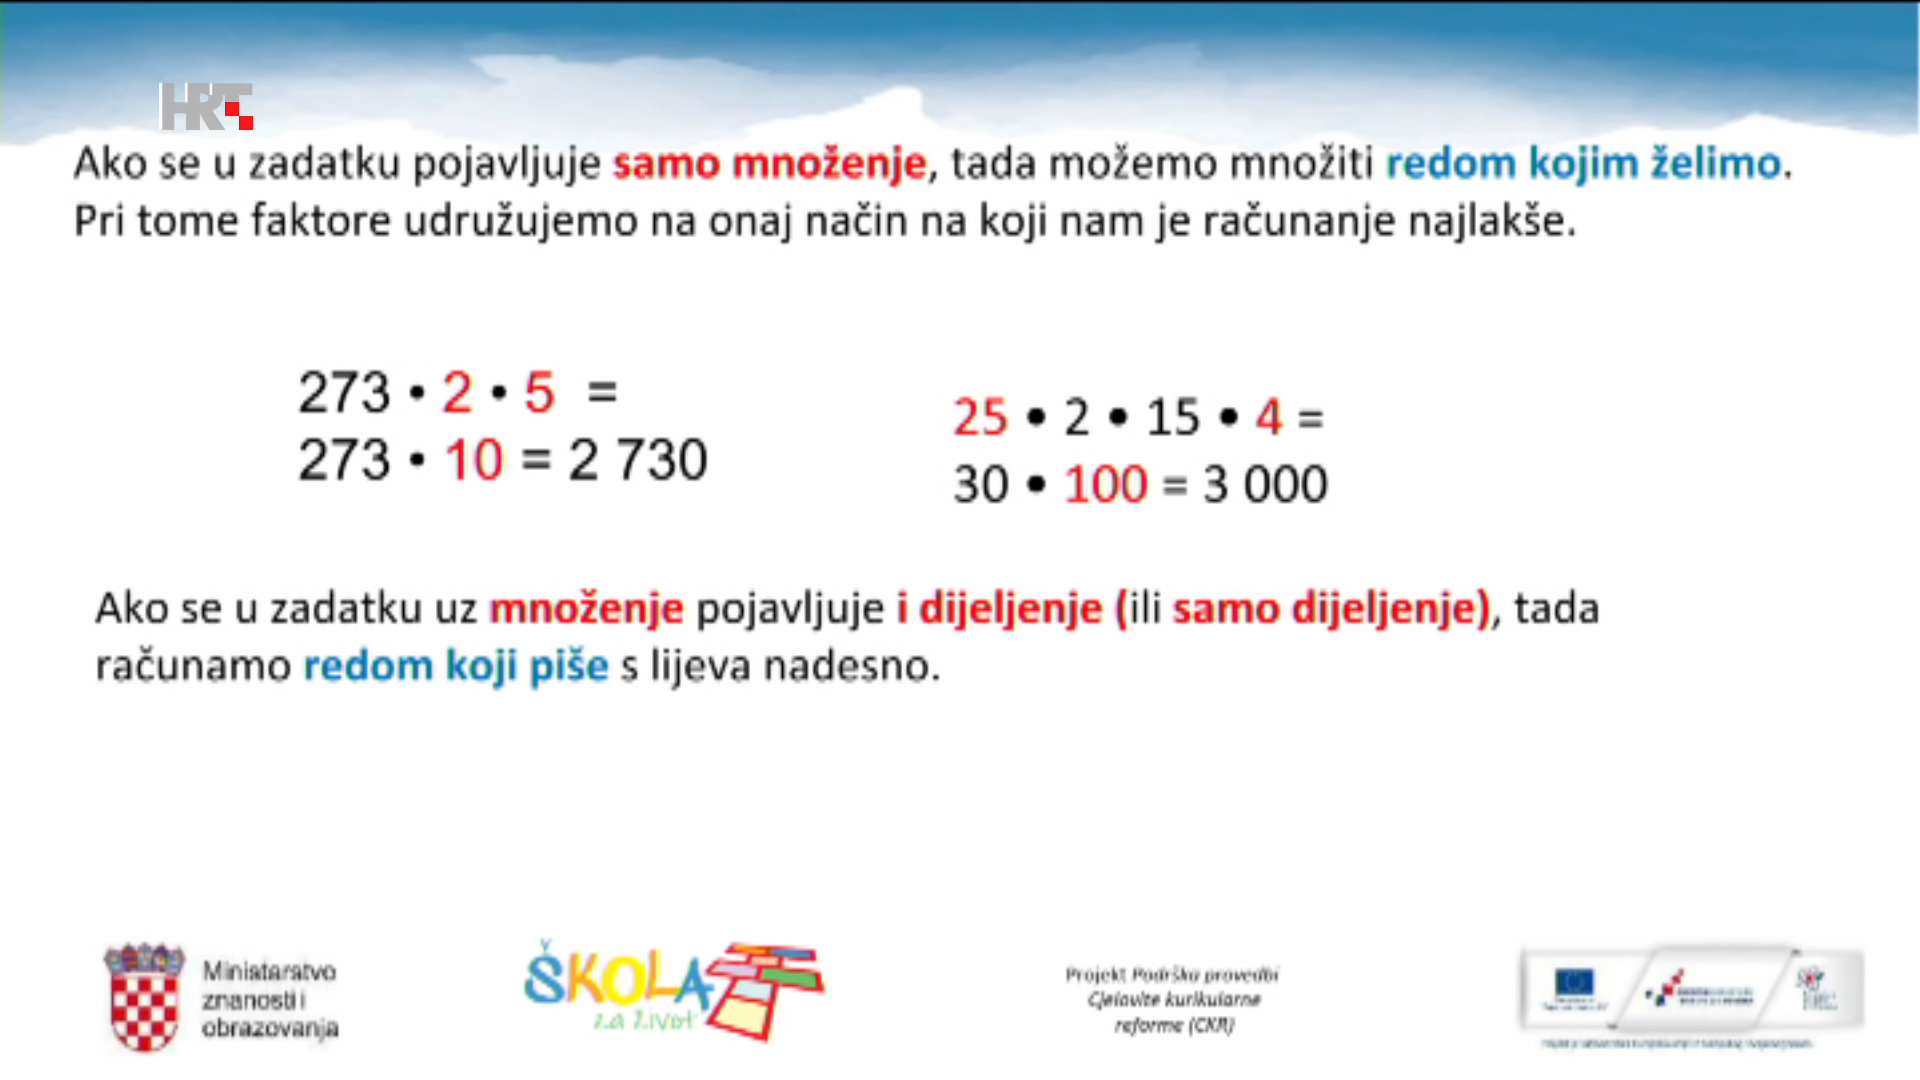 HRT
Ako se u zadatku pojavljuje samo množenje, tada možemo množiti redom kojim želimo.
Pri tome faktore udružujemo na onaj način na koji nam je računanje najlakše.
273 • 2 • 5 =
273 • 10 = 2 730
25 • 2 • 15 • 4 =
30 • 100 = 3 000
Ako se u zadatku uz množenje pojavljuje i dijeljenje (ili samo dijeljenje), tada
računamo redom koji piše s lijeva nadesno.
Ministarstvo
znanosti i
obrazovanja
ŠKOLA
za život
Projekt Podrška provedbi
Cjelovite kurikularne
reforme (CKR)